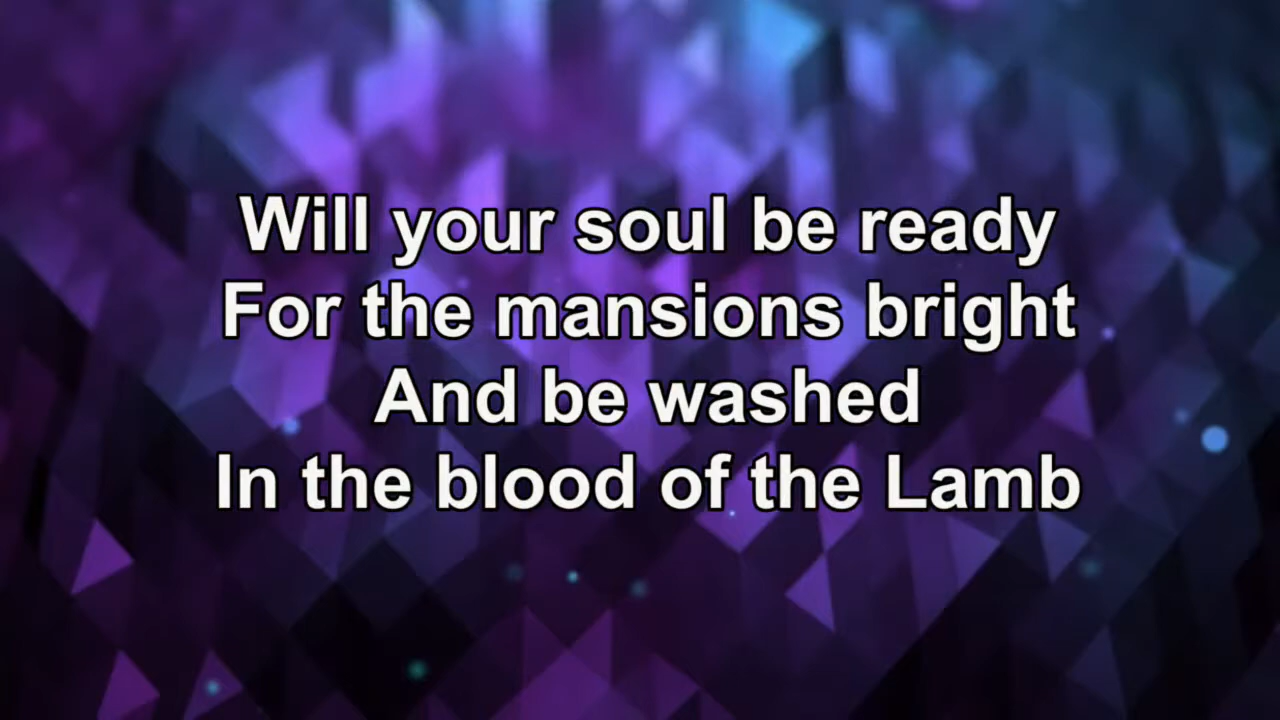 Will your soul be ready
For the mansions bright
And be washed
In the blood of the Lamb